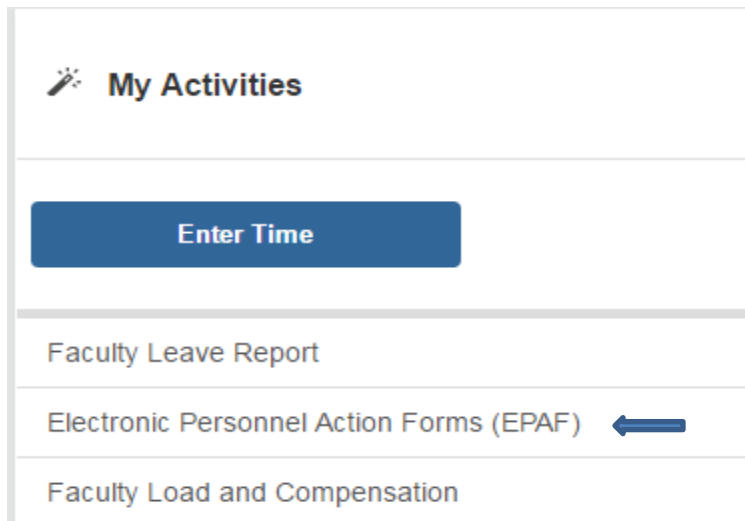 My Activities
Enter Time
Faculty Leave Report
Electronic Personnel Action Forms (EPAF)
Faculty Load and Compensation